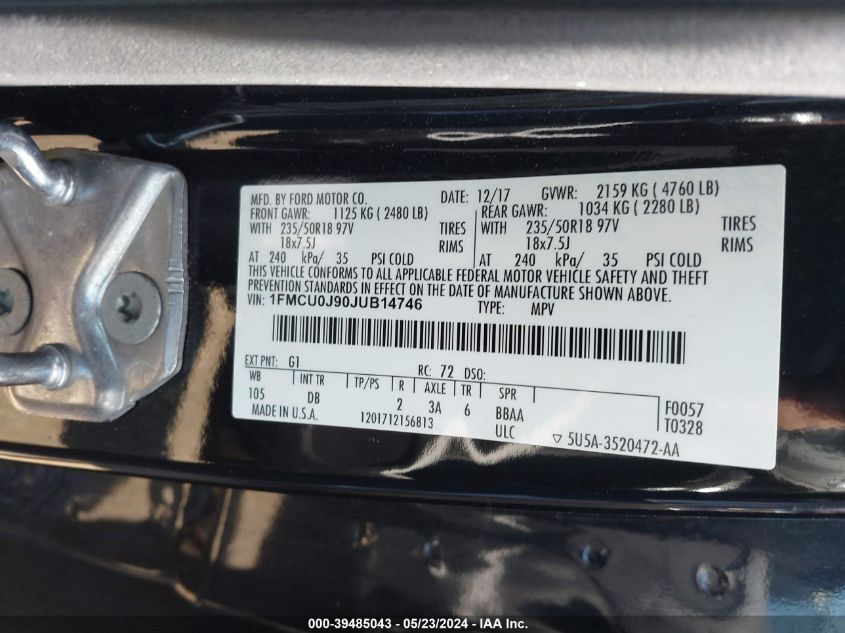 MFD. BY FORD MOTOR CO. DATE: 12/17 GVWR: 2159 KG ( 4760 LB)
FRONT GAWR: 1125 KG ( 2480 LB) REAR GAWR: 1034 KG ( 2280 LB)
WITH 235/50R18 97V TIRES WITH 235/50R18 97V TIRES
18x7.5J RIMS 18x7.5J RIMS
AT 240 kPa/ 35 PSI COLD AT 240 kPa/ 35 PSI COLD
THIS VEHICLE CONFORMS TO ALL APPLICABLE FEDERAL MOTOR VEHICLE SAFETY AND THEFT
PREVENTION STANDARDS IN EFFECT ON THE DATE OF MANUFACTURE SHOWN ABOVE.
VIN: 1FMCU0J90JUB14746 TYPE: MPV
EXT PNT: G1 RC: 72 DSO:
WB INT TR TP/PS R AXLE TR SPR
105 DB 2 3A 6 BBAA F0057
MADE IN U.S.A. 1201712156813 ULC T0328
▽ 5U5A-3520472-AA
000-39485043 - 05/23/2024 - IAA Inc.